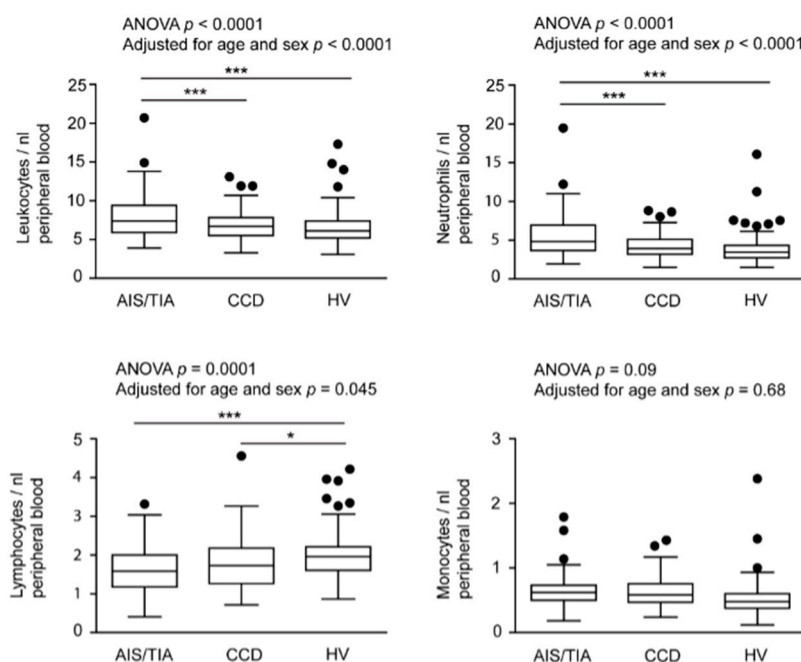 ANOVA p < 0.0001
Adjusted for age and sex p < 0.0001
***
***
Leukocytes / nl
peripheral blood
25
20
15
10
5
0
AIS/TIA CCD HV
ANOVA p < 0.0001
Adjusted for age and sex p < 0.0001
***
***
Neutrophils / nl
peripheral blood
25
20
15
10
5
0
AIS/TIA CCD HV
ANOVA p = 0.0001
Adjusted for age and sex p = 0.045
***
*
Lymphocytes / nl
peripheral blood
5
4
3
2
1
0
AIS/TIA CCD HV
ANOVA p = 0.09
Adjusted for age and sex p = 0.68
Monocytes / nl
peripheral blood
3
2
1
0
AIS/TIA CCD HV